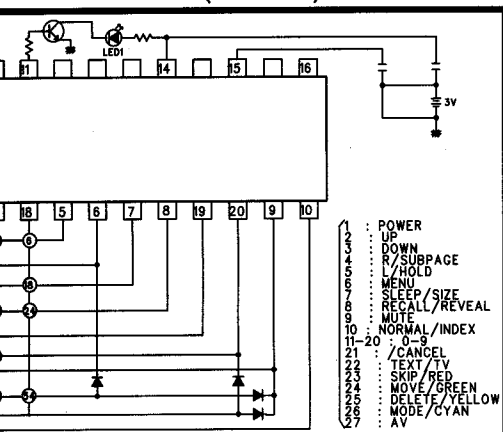 LED1
11
14
15
16
3V
18
5
6
7
8
19
20
9
10
6
18
24
34
1 : POWER
2 : UP
3 : DOWN
4 : R/SUBPAGE
5 : L/HOLD
6 : MENU
7 : SLEEP/SIZE
8 : RECALL/REVEAL
9 : MUTE
10 : NORMAL/INDEX
11-20 : 0-9
21 : /CANCEL
22 : TEXT/TV
23 : SKIP/RED
24 : MOVE/GREEN
25 : DELETE/YELLOW
26 : MODE/CYAN
27 : AV